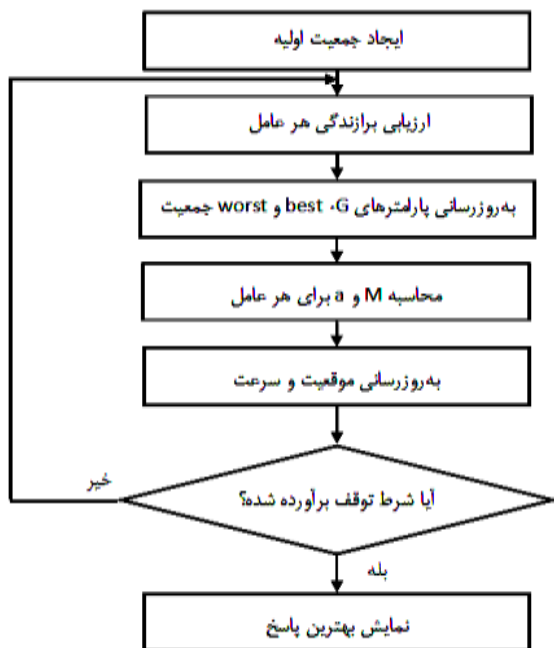 ایجاد جمعیت اولیه
ارزیابی برازندگی هر عامل
به‌روزرسانی پارامترهای G، best و worst جمعیت
محاسبه M و a برای هر عامل
به‌روزرسانی موقعیت و سرعت
آیا شرط توقف برآورده شده؟
خیر
بله
نمایش بهترین پاسخ